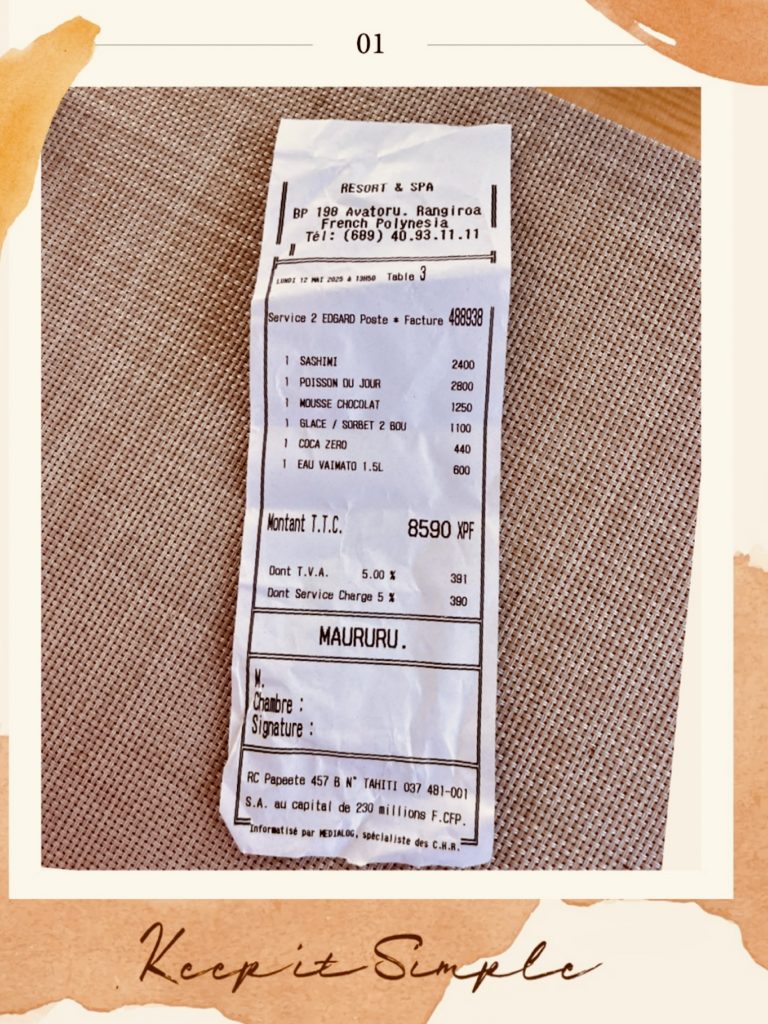 01
RESORT & SPA
BP 198 Avatoru. Rangiroa
French Polynesia
Tél: (689) 40.93.11.11
LUNDI 12 MAI 2025 à 13H50 Table 3
Service 2 EDGARD Poste * Facture 488938
1 SASHIMI 2400
1 POISSON DU JOUR 2800
1 MOUSSE CHOCOLAT 1250
1 GLACE / SORBET 2 BOU 1100
1 COCA ZERO 440
1 EAU VAIMATO 1.5L 600
Montant T.T.C. 8590 XPF
Dont T.V.A. 5.00 % 391
Dont Service Charge 5 % 390
MAURURU.
M.
Chambre :
Signature :
RC Papeete 457 B N° TAHITI 037 481-001
S.A. au capital de 230 millions F.CFP.
Informatisé par MEDIALOG, spécialiste des C.H.R.
Keep it Simple